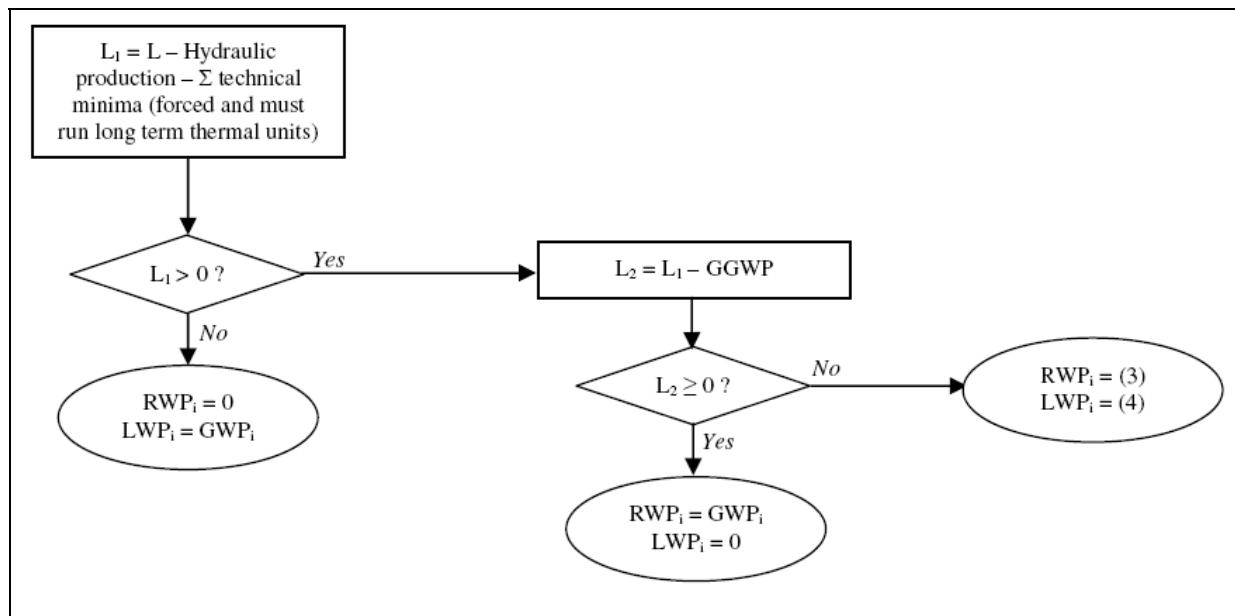 L₁ = L – Hydraulic
production – Σ technical
minima (forced and must
run long term thermal units)
L₁ > 0 ?
Yes
L₂ = L₁ – GGWP
No
L₂ ≥ 0 ?
No
RWPᵢ = (3)
LWPᵢ = (4)
RWPᵢ = 0
LWPᵢ = GWPᵢ
Yes
RWPᵢ = GWPᵢ
LWPᵢ = 0